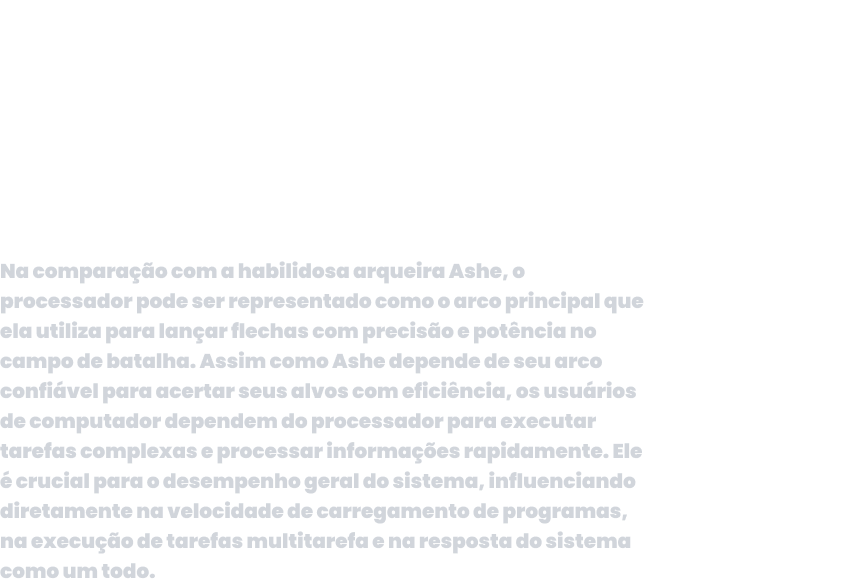 Na comparação com a habilidosa arqueira Ashe, o
processador pode ser representado como o arco principal que
ela utiliza para lançar flechas com precisão e potência no
campo de batalha. Assim como Ashe depende de seu arco
confiável para acertar seus alvos com eficiência, os usuários
de computador dependem do processador para executar
tarefas complexas e processar informações rapidamente. Ele
é crucial para o desempenho geral do sistema, influenciando
diretamente na velocidade de carregamento de programas,
na execução de tarefas multitarefa e na resposta do sistema
como um todo.